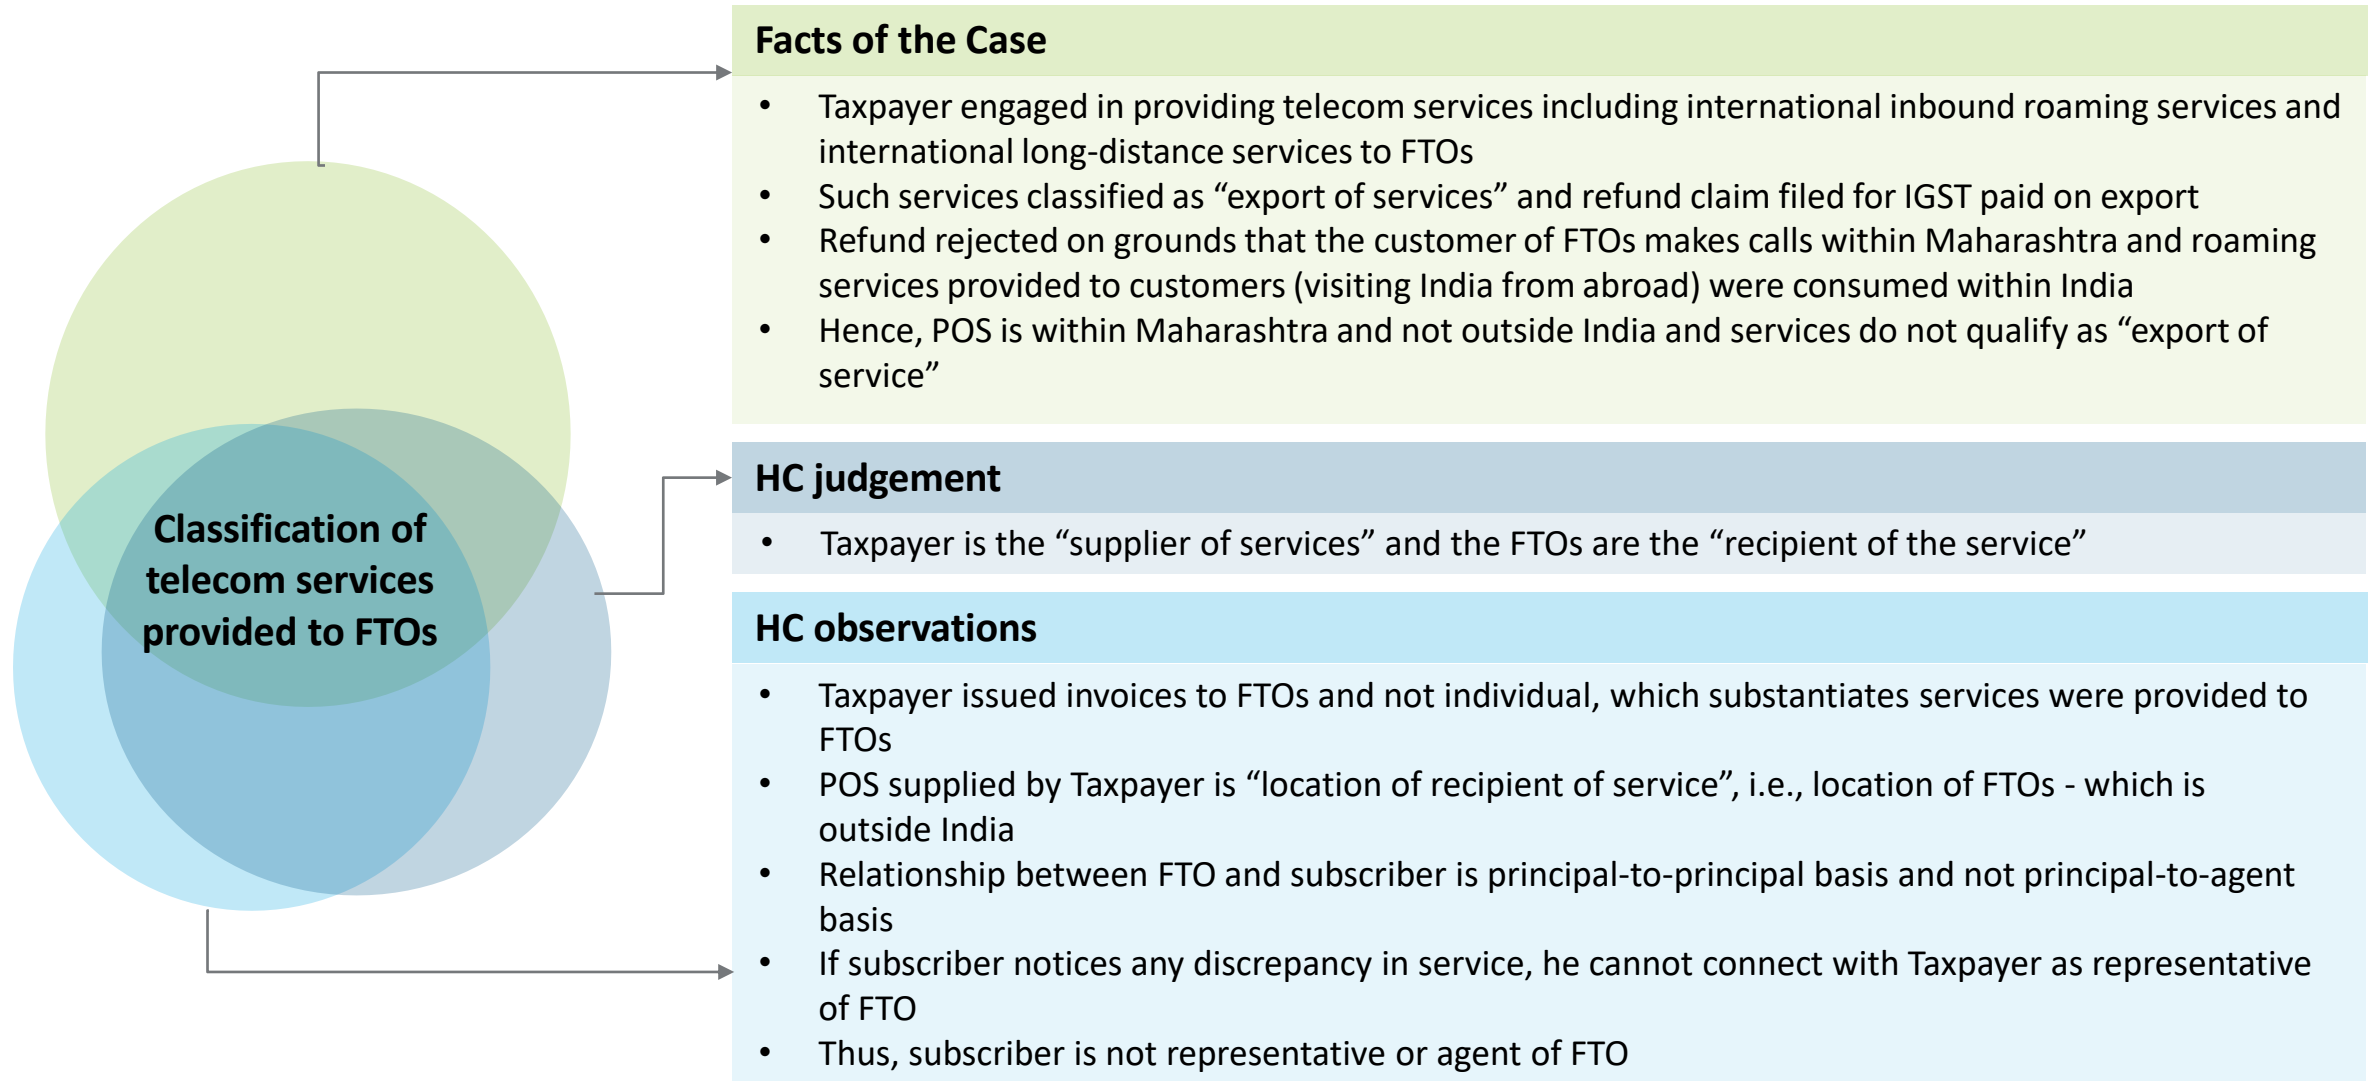 Classification of
telecom services
provided to FTOs
Facts of the Case
• Taxpayer engaged in providing telecom services including international inbound roaming services and
international long-distance services to FTOs
• Such services classified as “export of services” and refund claim filed for IGST paid on export
• Refund rejected on grounds that the customer of FTOs makes calls within Maharashtra and roaming
services provided to customers (visiting India from abroad) were consumed within India
• Hence, POS is within Maharashtra and not outside India and services do not qualify as “export of
service”
HC judgement
• Taxpayer is the “supplier of services” and the FTOs are the “recipient of the service”
HC observations
• Taxpayer issued invoices to FTOs and not individual, which substantiates services were provided to
FTOs
• POS supplied by Taxpayer is “location of recipient of service”, i.e., location of FTOs - which is
outside India
• Relationship between FTO and subscriber is principal-to-principal basis and not principal-to-agent
basis
• If subscriber notices any discrepancy in service, he cannot connect with Taxpayer as representative
of FTO
• Thus, subscriber is not representative or agent of FTO